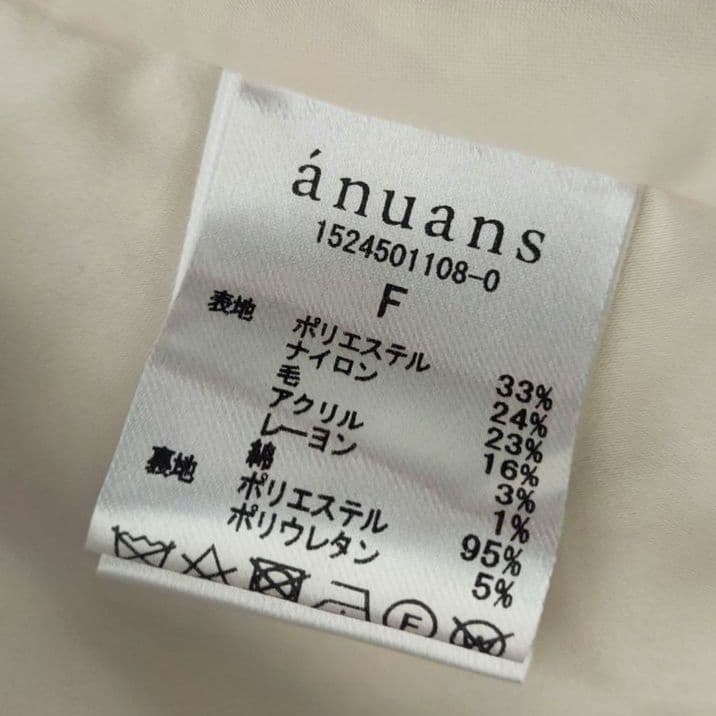 ánuans
1524501108-0
F
表地 ポリエステル 33%
ナイロン 24%
毛 23%
アクリル 16%
レーヨン 3%
綿 1%
裏地 ポリエステル 95%
ポリウレタン 5%
F
W